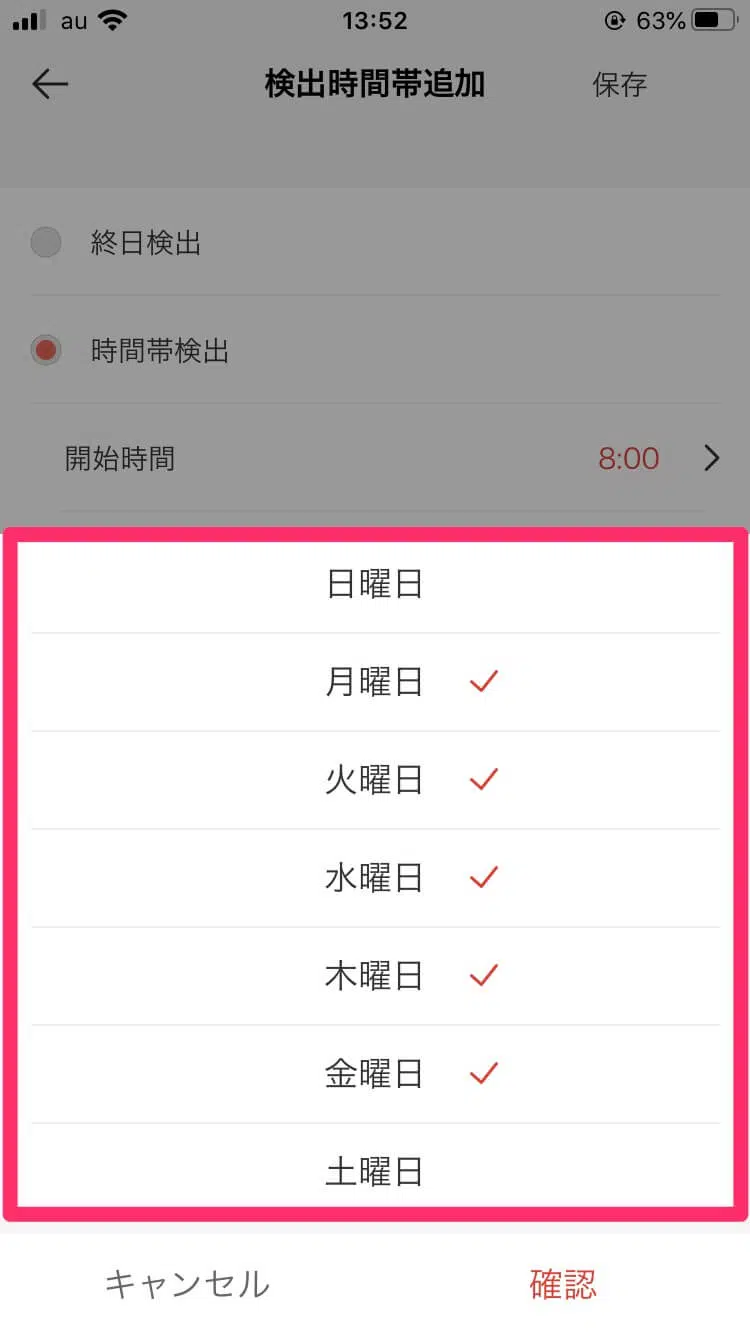 au 13:52 63%
検出時間帯追加 保存
終日検出
時間帯検出
開始時間 8:00
日曜日
月曜日
火曜日
水曜日
木曜日
金曜日
土曜日
キャンセル 確認